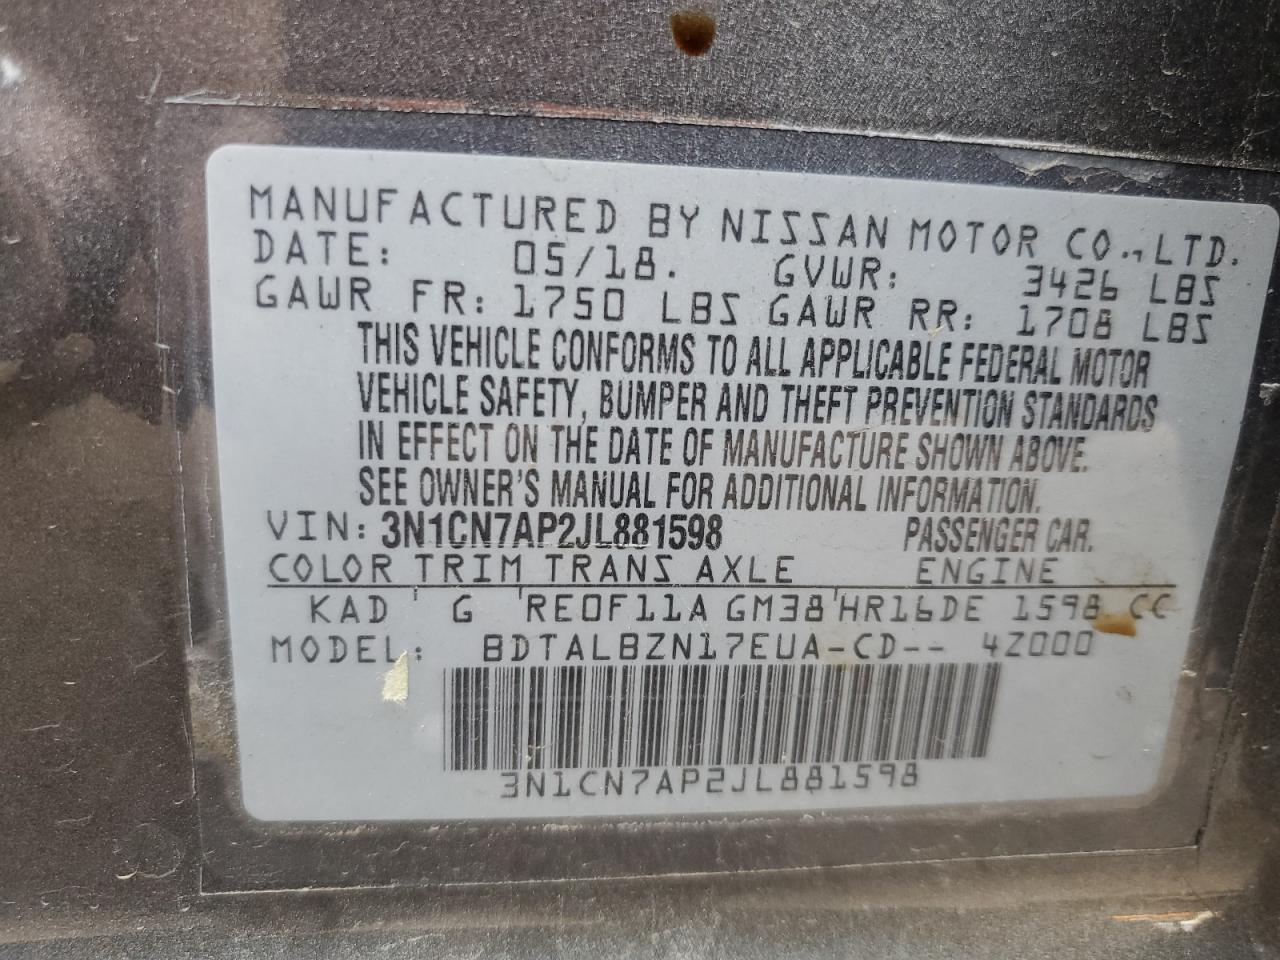 MANUFACTURED BY NISSAN MOTOR CO., LTD.
DATE: 05/18. GVWR: 3426 LBS
GAWR FR: 1750 LBS GAWR RR: 1708 LBS
THIS VEHICLE CONFORMS TO ALL APPLICABLE FEDERAL MOTOR
VEHICLE SAFETY, BUMPER AND THEFT PREVENTION STANDARDS
IN EFFECT ON THE DATE OF MANUFACTURE SHOWN ABOVE.
SEE OWNER'S MANUAL FOR ADDITIONAL INFORMATION.
VIN: 3N1CN7AP2JL881598 PASSENGER CAR.
COLOR TRIM TRANS AXLE ENGINE
KAD G RE0F11A GM38 HR16DE 1598 CC
MODEL: BDTALBZN17EUA-CD-- 4Z000
3N1CN7AP2JL881598